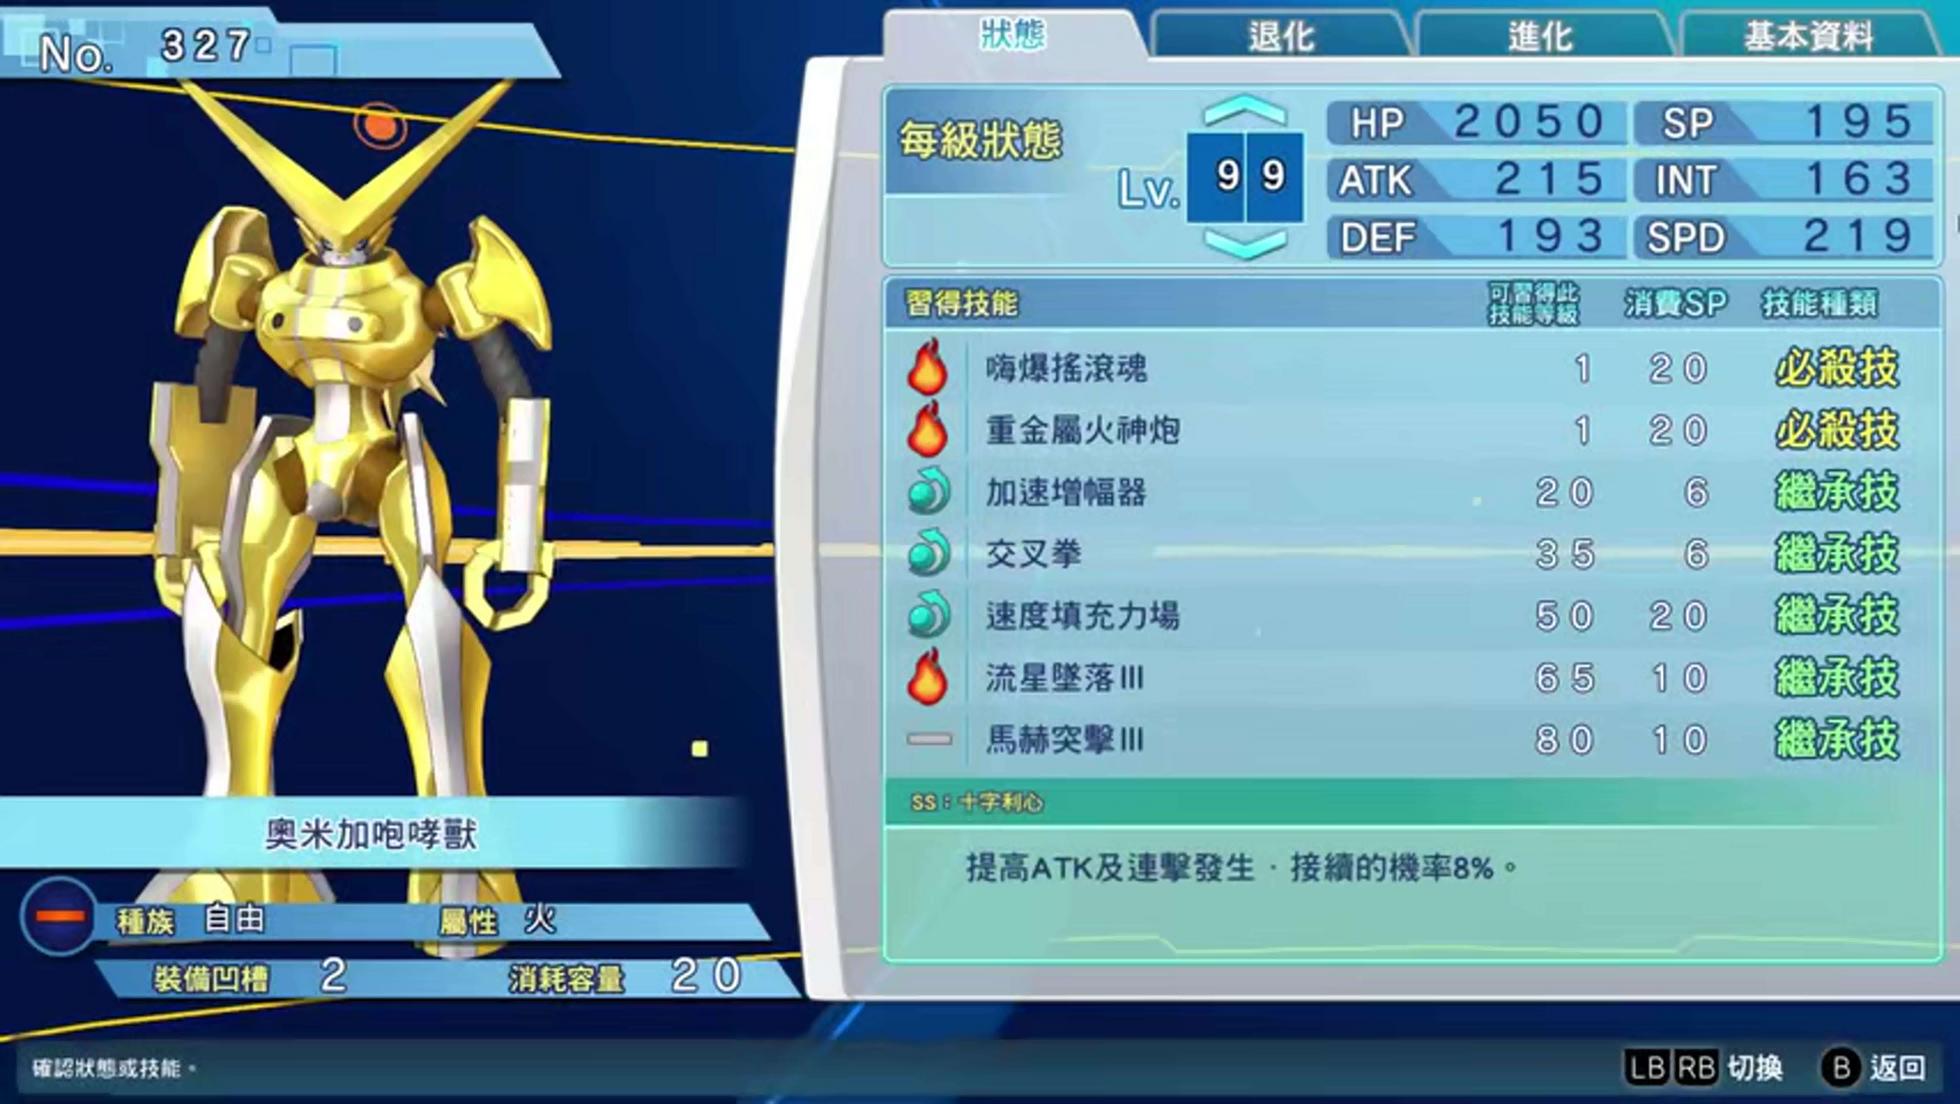 No. 327
狀態 退化 進化 基本資料
每級狀態
Lv. 99
HP 2050 SP 195
ATK 215 INT 163
DEF 193 SPD 219
習得技能 可習得此技能等級 消費SP 技能種類
嗨爆搖滾魂 1 20 必殺技
重金屬火神炮 1 20 必殺技
加速增幅器 20 6 繼承技
交叉拳 35 6 繼承技
速度填充力場 50 20 繼承技
流星墜落III 65 10 繼承技
馬赫突擊III 80 10 繼承技
SS：十字利心
提高ATK及連擊發生．接續的機率8%。
奧米加咆哮獸
種族 自由 屬性 火
裝備凹槽 2 消耗容量 20
確認狀態或技能。
LB RB 切換 B 返回